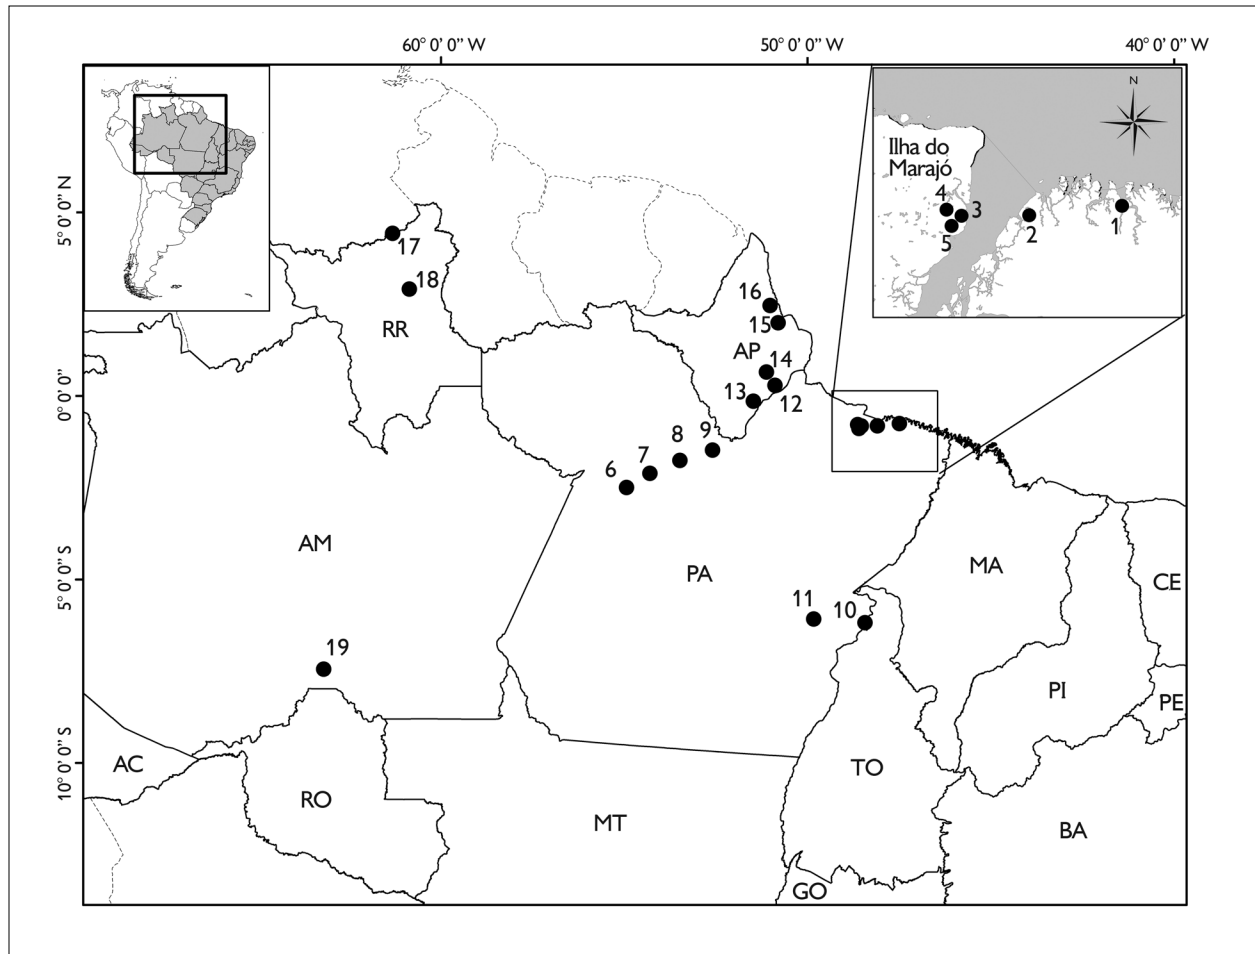 60° 0' 0'' W
50° 0' 0'' W
40° 0' 0'' W
N
Ilha do
Marajó
4
3
5
2
1
5° 0' 0'' N
17
18
RR
16
15
AP
14
13
12
0° 0' 0''
9
8
7
6
AM
PA
MA
CE
5° 0' 0'' S
11
10
19
PI
PE
AC
TO
10° 0' 0'' S
RO
MT
BA
GO